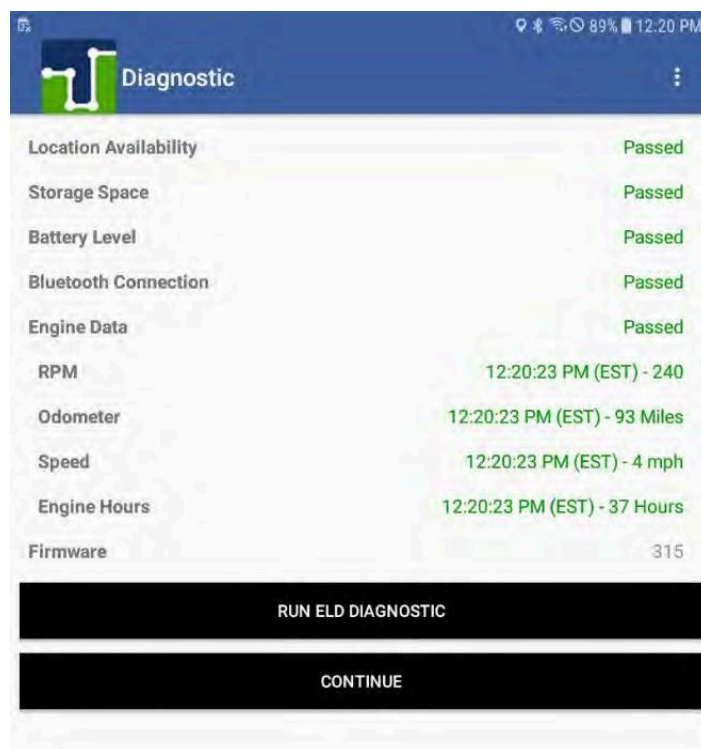 89% 12:20 PM
Diagnostic
Location Availability Passed
Storage Space Passed
Battery Level Passed
Bluetooth Connection Passed
Engine Data Passed
RPM 12:20:23 PM (EST) - 240
Odometer 12:20:23 PM (EST) - 93 Miles
Speed 12:20:23 PM (EST) - 4 mph
Engine Hours 12:20:23 PM (EST) - 37 Hours
Firmware 315
RUN ELD DIAGNOSTIC
CONTINUE